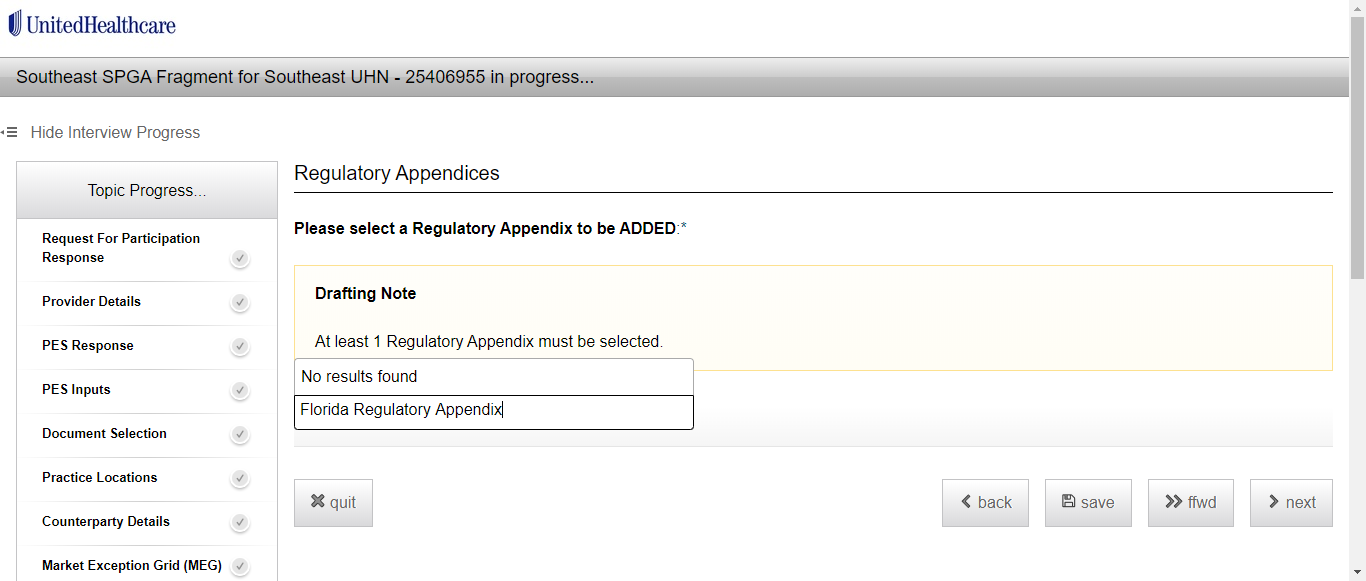 UnitedHealthcare
Southeast SPGA Fragment for Southeast UHN - 25406955 in progress...
Hide Interview Progress
Topic Progress...
Request For Participation
Response
Provider Details
PES Response
PES Inputs
Document Selection
Practice Locations
Counterparty Details
Market Exception Grid (MEG)
Regulatory Appendices
Please select a Regulatory Appendix to be ADDED:*
Drafting Note
At least 1 Regulatory Appendix must be selected.
No results found
Florida Regulatory Appendix
quit
back
save
ffwd
next